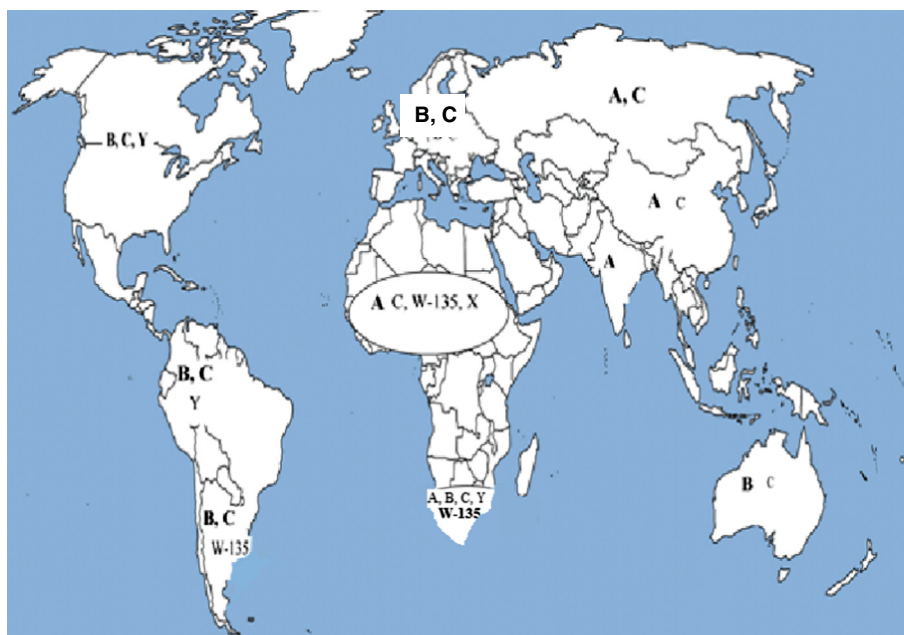 B, C
A, C
B, C, Y
A C
A
A C, W-135, X
B, C
Y
B C
A, B, C, Y
W-135
B, C
W-135